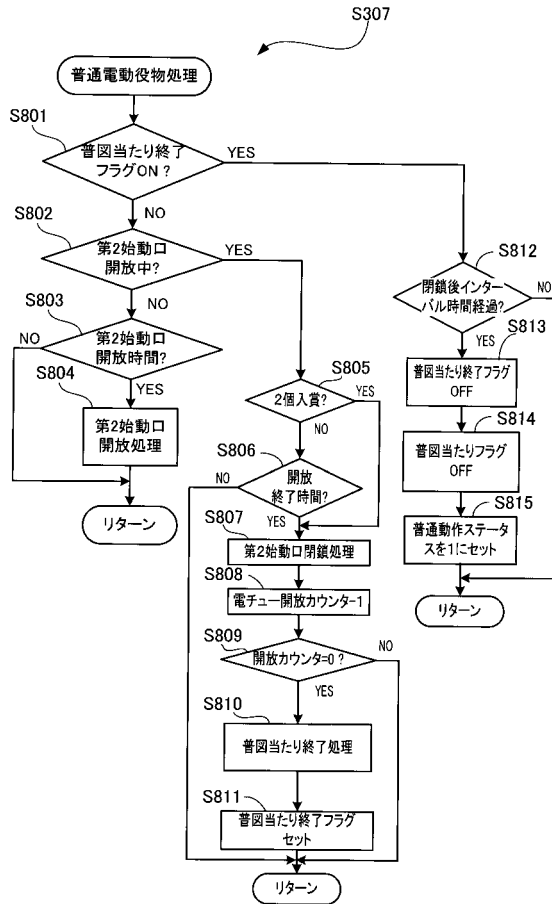 S307
普通電動役物処理
S801
普図当たり終了
フラグON？
YES
NO
S802
第2始動口
開放中?
YES
NO
S803
第2始動口
開放時間?
NO
YES
S804
第2始動口
開放処理
リターン
S805
2個入賞?
YES
NO
S806
開放
終了時間?
NO
YES
S807
第2始動口閉鎖処理
S808
電チュー開放カウンタ-1
S809
開放カウンタ=0？
NO
YES
S810
普図当たり終了処理
S811
普図当たり終了フラグ
セット
リターン
S812
閉鎖後インター
バル時間経過?
NO
YES
S813
普図当たり終了フラグ
OFF
S814
普図当たりフラグ
OFF
S815
普通動作ステータ
スを1にセット
リターン